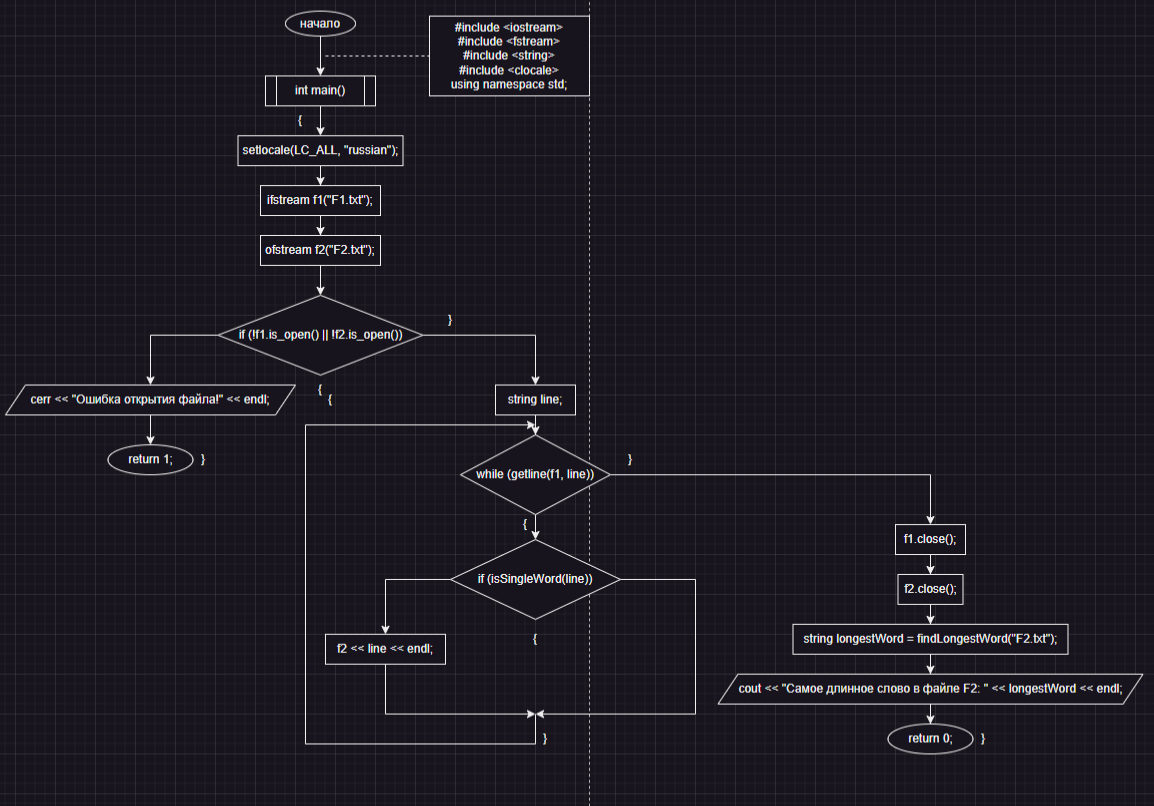 начало
#include <iostream>
#include <fstream>
#include <string>
#include <clocale>
using namespace std;
int main()
{
setlocale(LC_ALL, "russian");
ifstream f1("F1.txt");
ofstream f2("F2.txt");
if (!f1.is_open() || !f2.is_open())
}
{
{
cerr << "Ошибка открытия файла!" << endl;
return 1;
}
string line;
while (getline(f1, line))
}
{
if (isSingleWord(line))
{
f2 << line << endl;
}
f1.close();
f2.close();
string longestWord = findLongestWord("F2.txt");
cout << "Самое длинное слово в файле F2: " << longestWord << endl;
return 0;
}